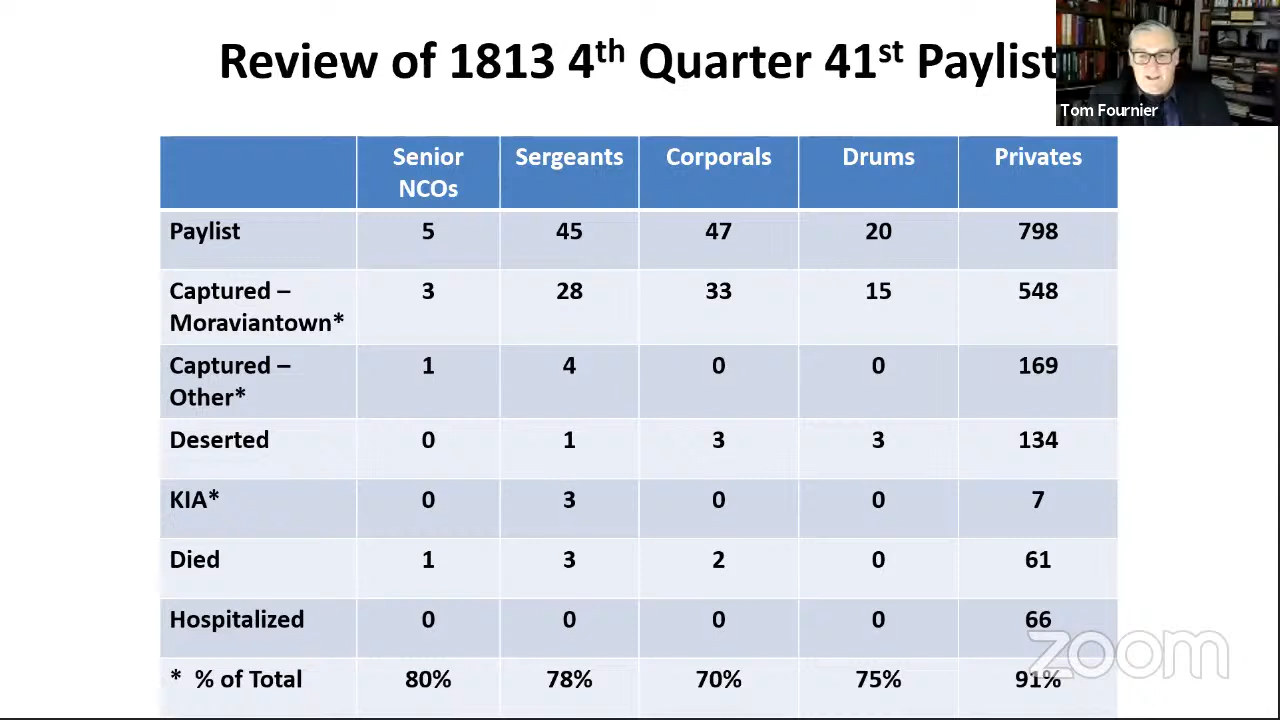 Review of 1813 4th Quarter 41st Paylist
Tom Fournier
Senior NCOs Sergeants Corporals Drums Privates
Paylist 5 45 47 20 798
Captured – Moraviantown* 3 28 33 15 548
Captured – Other* 1 4 0 0 169
Deserted 0 1 3 3 134
KIA* 0 3 0 0 7
Died 1 3 2 0 61
Hospitalized 0 0 0 0 66
* % of Total 80% 78% 70% 75% 91%
zoom